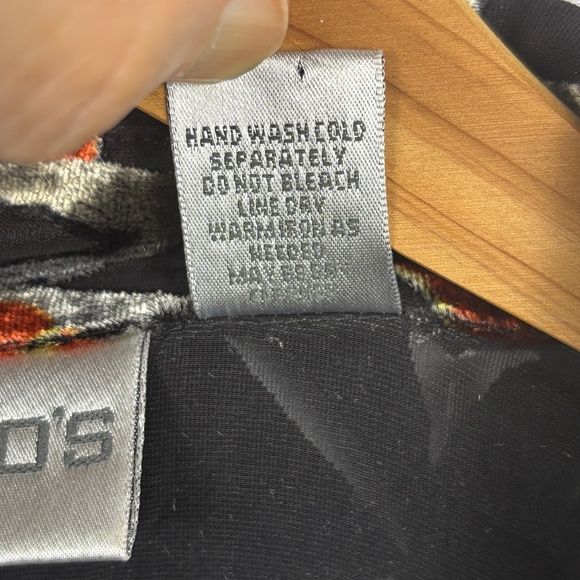 HAND WASH COLD
SEPARATELY
DO NOT BLEACH
LINE DRY
WARM IRON AS
NEEDED
MAY BE DRY
O'S